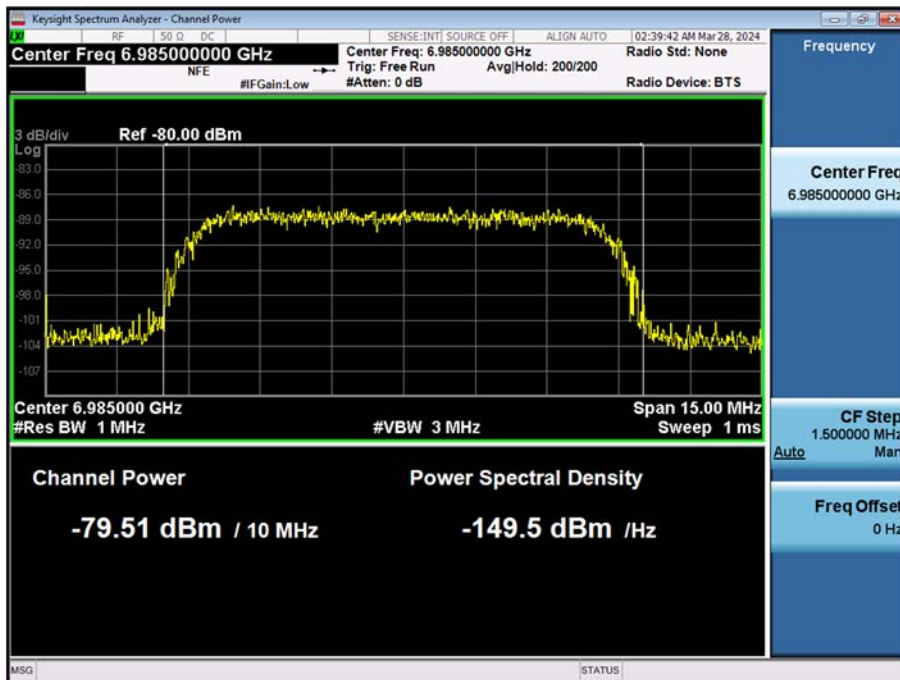 Keysight Spectrum Analyzer - Channel Power
RF 50 Ω DC SENSE:INT SOURCE OFF ALIGN AUTO 02:39:42 AM Mar 28, 2024
Center Freq 6.985000000 GHz
NFE
#IFGain:Low
Center Freq: 6.985000000 GHz
Trig: Free Run Avg|Hold: 200/200
#Atten: 0 dB
Radio Std: None
Radio Device: BTS
3 dB/div Ref -80.00 dBm
Log
-83.0
-86.0
-89.0
-92.0
-95.0
-98.0
-101
-104
-107
Center 6.985000 GHz Span 15.00 MHz
#Res BW 1 MHz #VBW 3 MHz Sweep 1 ms
Channel Power Power Spectral Density
-79.51 dBm / 10 MHz -149.5 dBm /Hz
MSG STATUS
Frequency
Center Freq
6.985000000 GHz
CF Step
1.500000 MHz
Auto Man
Freq Offset
0 Hz